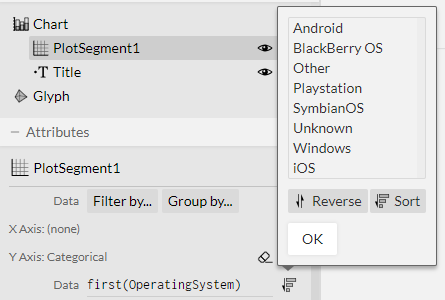 Chart
PlotSegment1
T Title
Glyph
Attributes
PlotSegment1
Data Filter by... Group by...
X Axis: (none)
Y Axis: Categorical
Data first(OperatingSystem)
Android
BlackBerry OS
Other
Playstation
SymbianOS
Unknown
Windows
iOS
Reverse Sort
OK